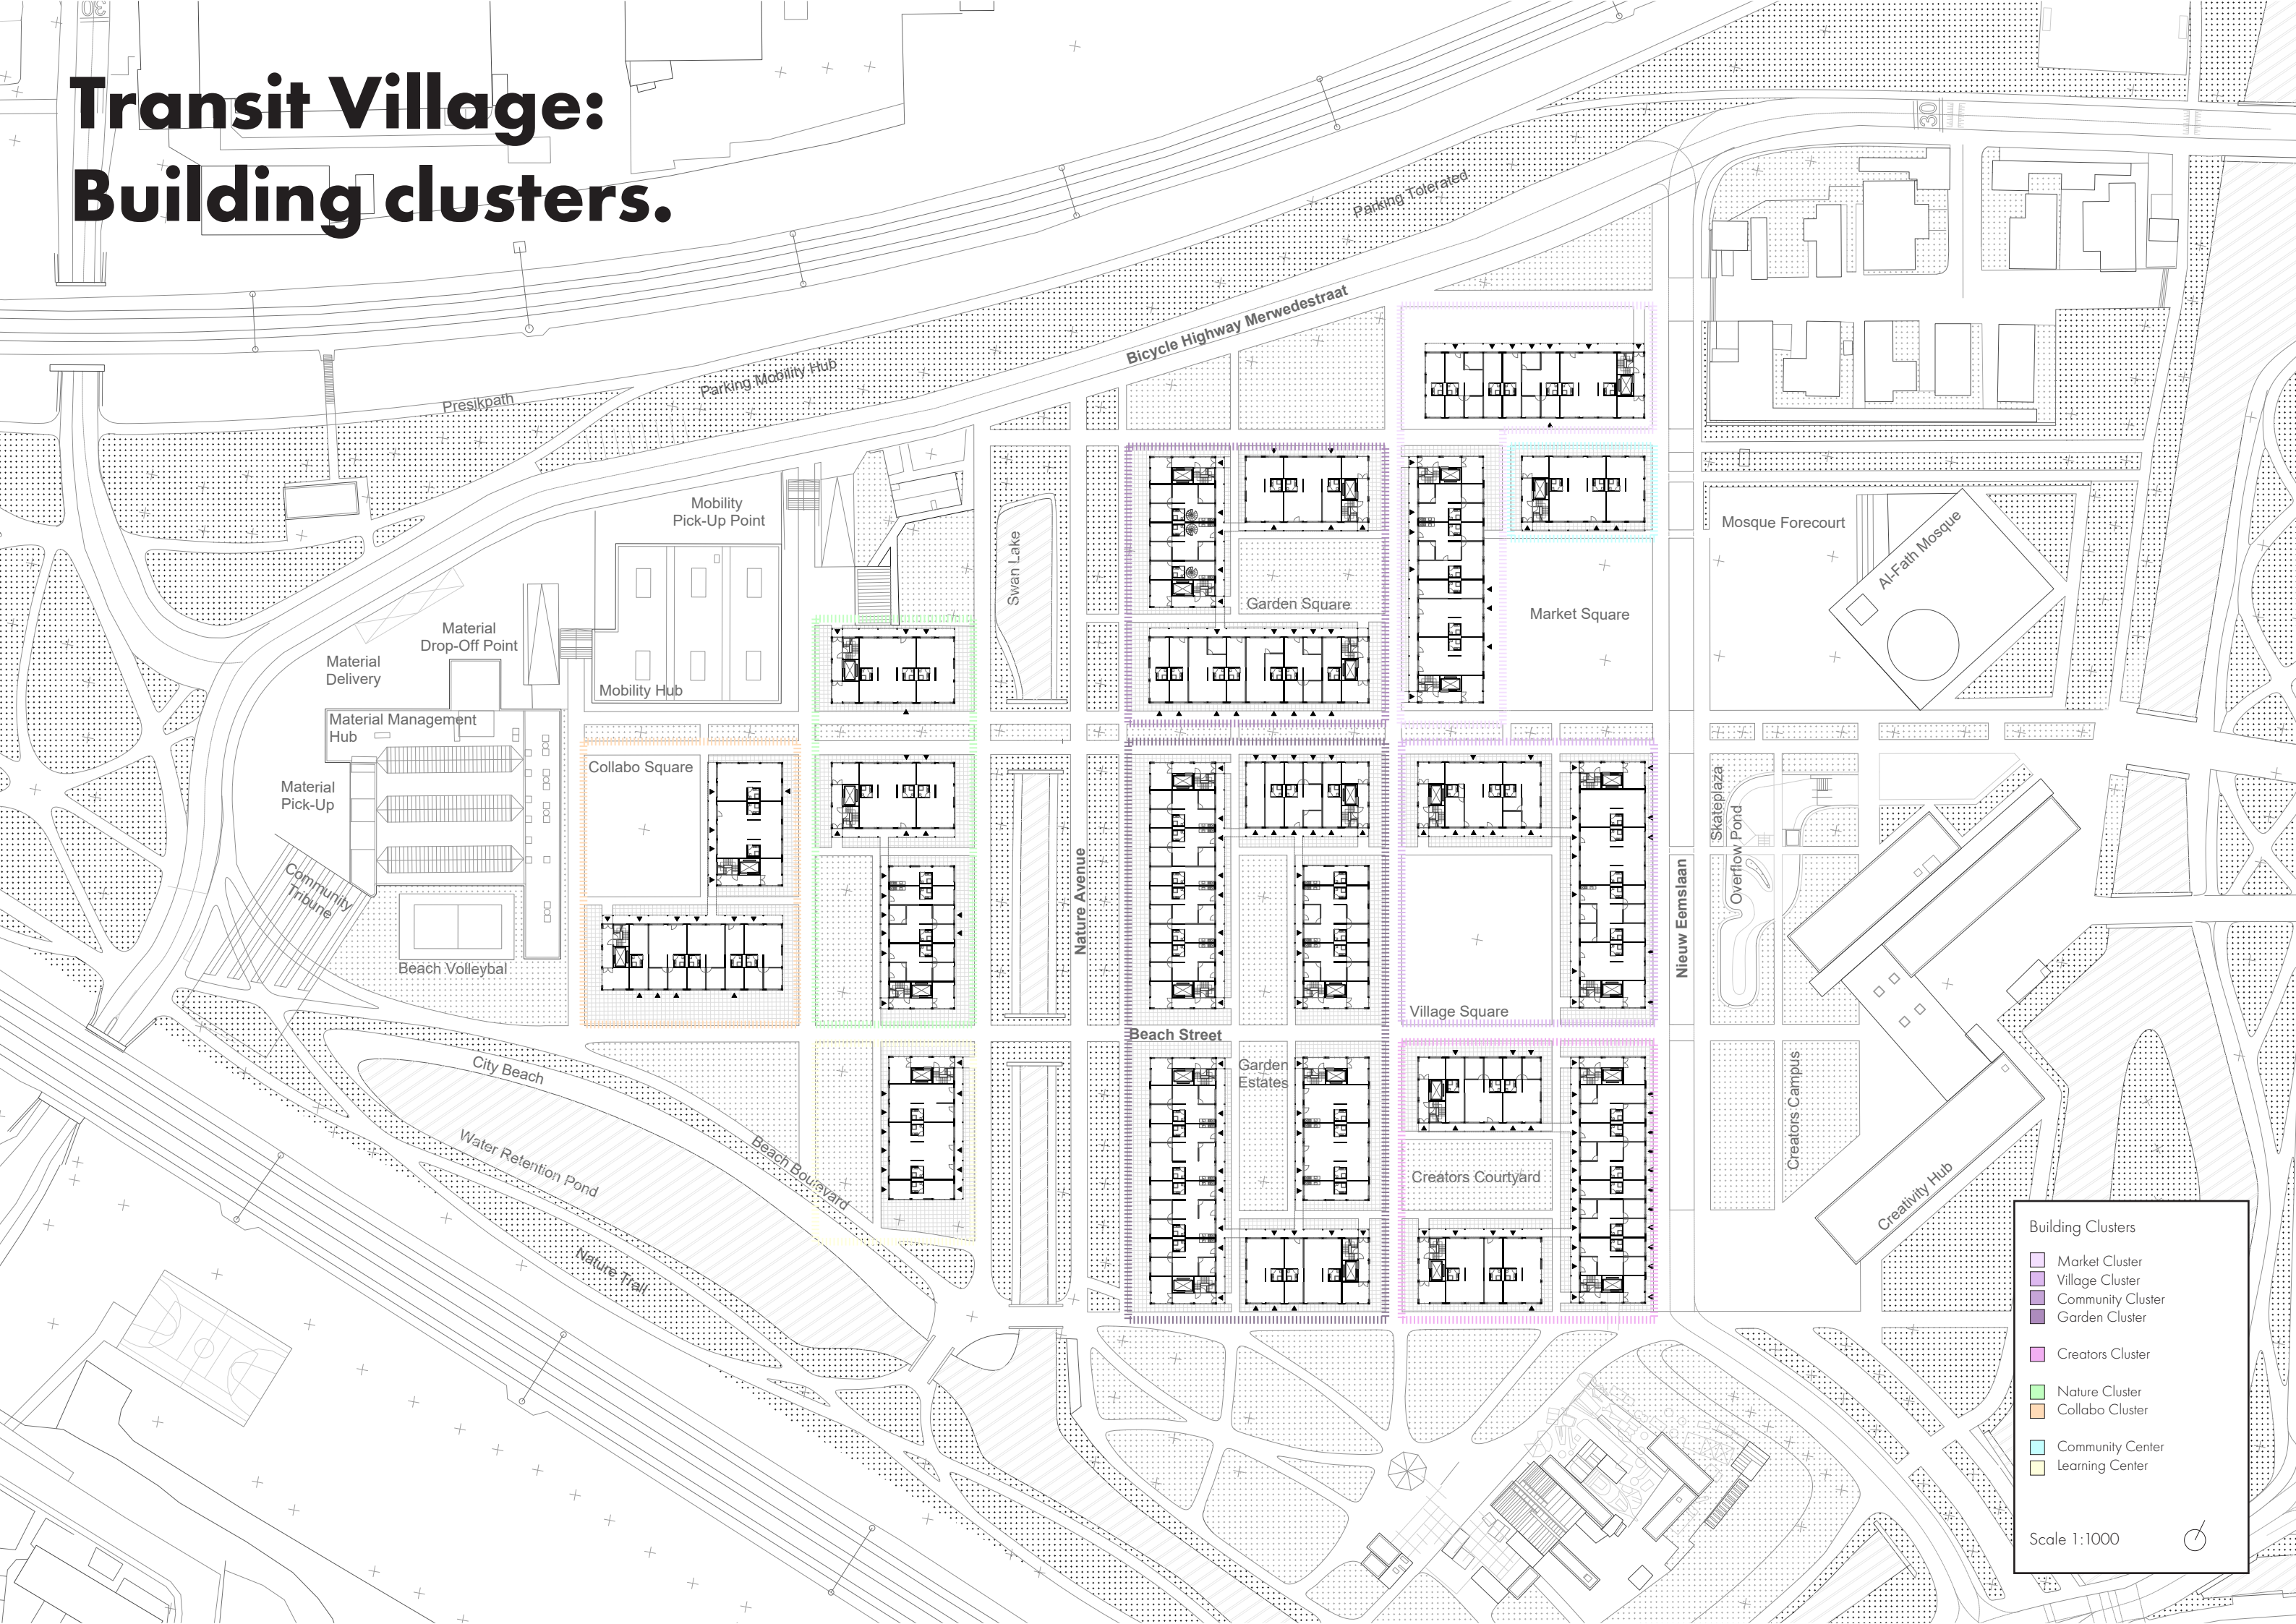 30
Transit Village:
Building clusters.
30
Parking Tolerated
Bicycle Highway Merwedestraat
Parking Mobility Hub
Presikpath
Mobility
Pick-Up Point
Swan Lake
Mosque Forecourt
Al-Fath Mosque
Garden Square
Market Square
Material
Drop-Off Point
Material
Delivery
Mobility Hub
Material Management
Hub
Collabo Square
Material
Pick-Up
Skateplaza
Overflow Pond
Community
Tribune
Nature Avenue
Nieuw Eemslaan
Beach Volleybal
Village Square
Beach Street
City Beach
Garden
Estates
Creators Campus
Water Retention Pond
Beach Boulevard
Creators Courtyard
Creativity Hub
Nature Trail
Building Clusters
Market Cluster
Village Cluster
Community Cluster
Garden Cluster
Creators Cluster
Nature Cluster
Collabo Cluster
Community Center
Learning Center
Scale 1:1000